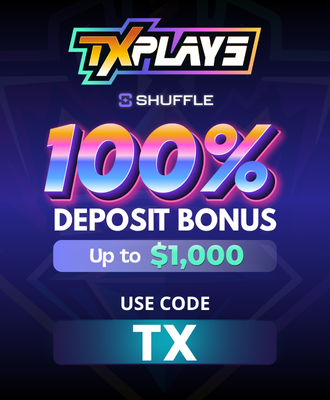 TXPLAYS
SHUFFLE
100%
DEPOSIT BONUS
Up to $1,000
USE CODE
TX